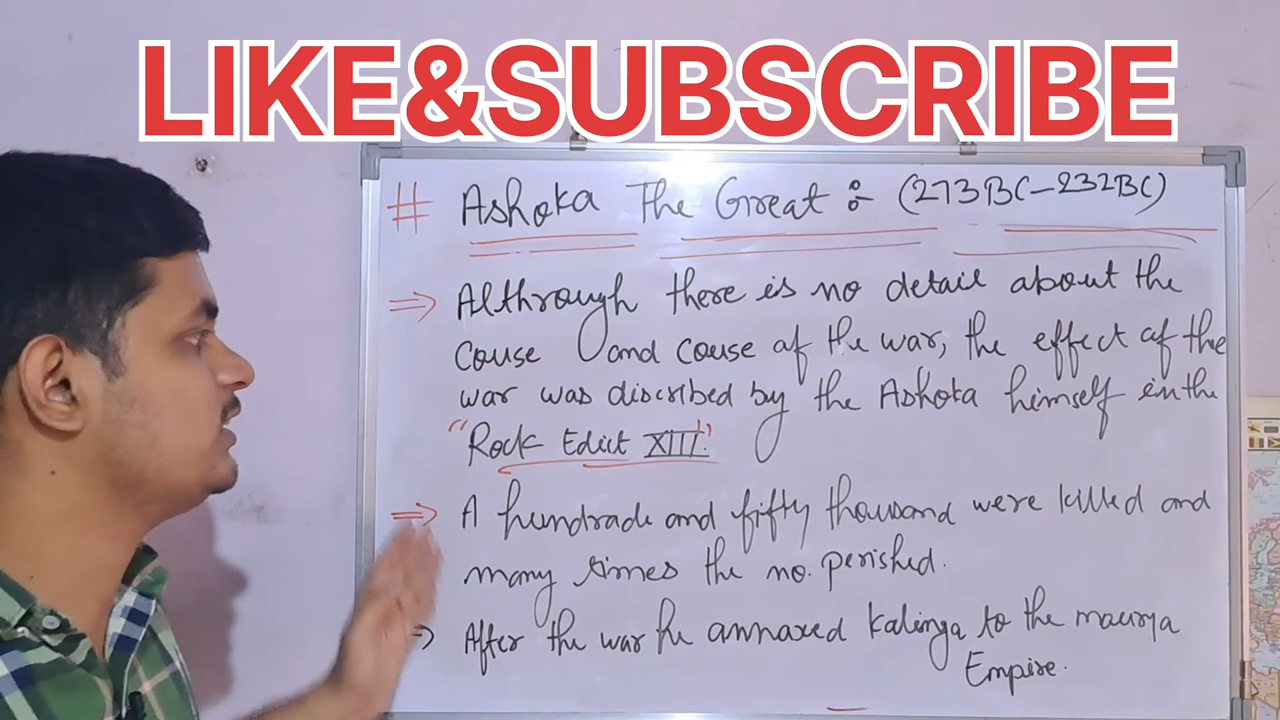 LIKE&SUBSCRIBE
# Ashoka The Great :- (273BC-232BC)
⇒ Althrough there is no detail about the
couse and couse of the war, the effect of the
war was discribed by the Ashoka himself in the
"Rock Edict XIII."
⇒ A hundrade and fifty thousand were killed and
many times the no. perished.
⇒ After the war he annaxed Kalinga to the maurya
Empire.